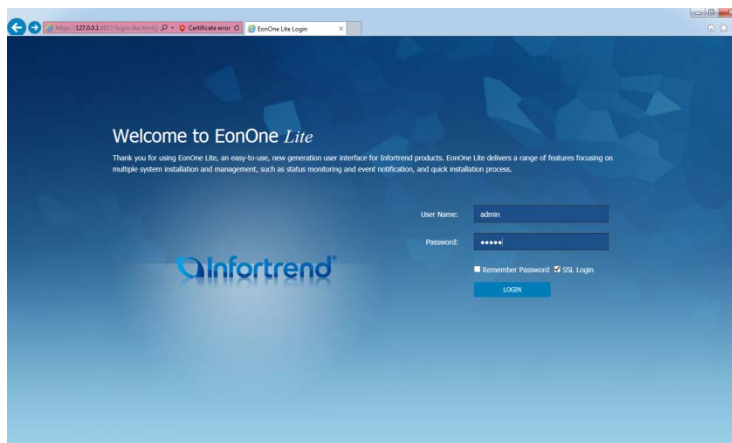 Certificate error
EonOne Lite Login
Welcome to EonOne Lite
Thank you for using EonOne Lite, an easy-to-use, new generation user interface for Infortrend products. EonOne Lite delivers a range of features focusing on
multiple system installation and management, such as status monitoring and event notification, and quick installation process.
User Name: admin
Password: •••••
Infortrend®
Remember Password SSL Login
LOGIN